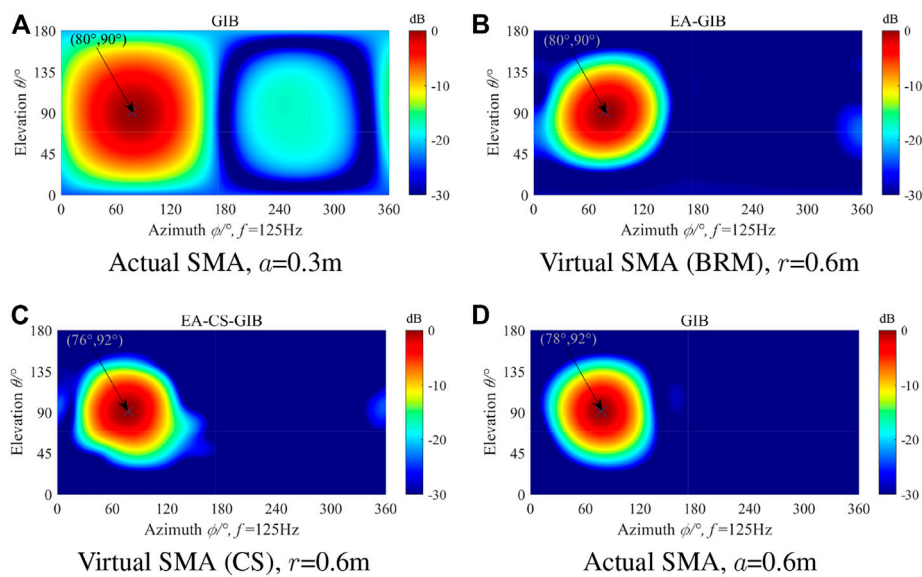 A
GIB
dB
(80°,90°)
180
135
90
45
0
0
60
120
180
240
300
360
0
-10
-20
-30
Elevation θ/°
Azimuth ϕ/°, f=125Hz
Actual SMA, a=0.3m
B
EA-GIB
dB
(80°,90°)
180
135
90
45
0
0
60
120
180
240
300
360
0
-10
-20
-30
Elevation θ/°
Azimuth ϕ/°, f=125Hz
Virtual SMA (BRM), r=0.6m
C
EA-CS-GIB
dB
(76°,92°)
180
135
90
45
0
0
60
120
180
240
300
360
0
-10
-20
-30
Elevation θ/°
Azimuth ϕ/°, f=125Hz
Virtual SMA (CS), r=0.6m
D
GIB
dB
(78°,92°)
180
135
90
45
0
0
60
120
180
240
300
360
0
-10
-20
-30
Elevation θ/°
Azimuth ϕ/°, f=125Hz
Actual SMA, a=0.6m